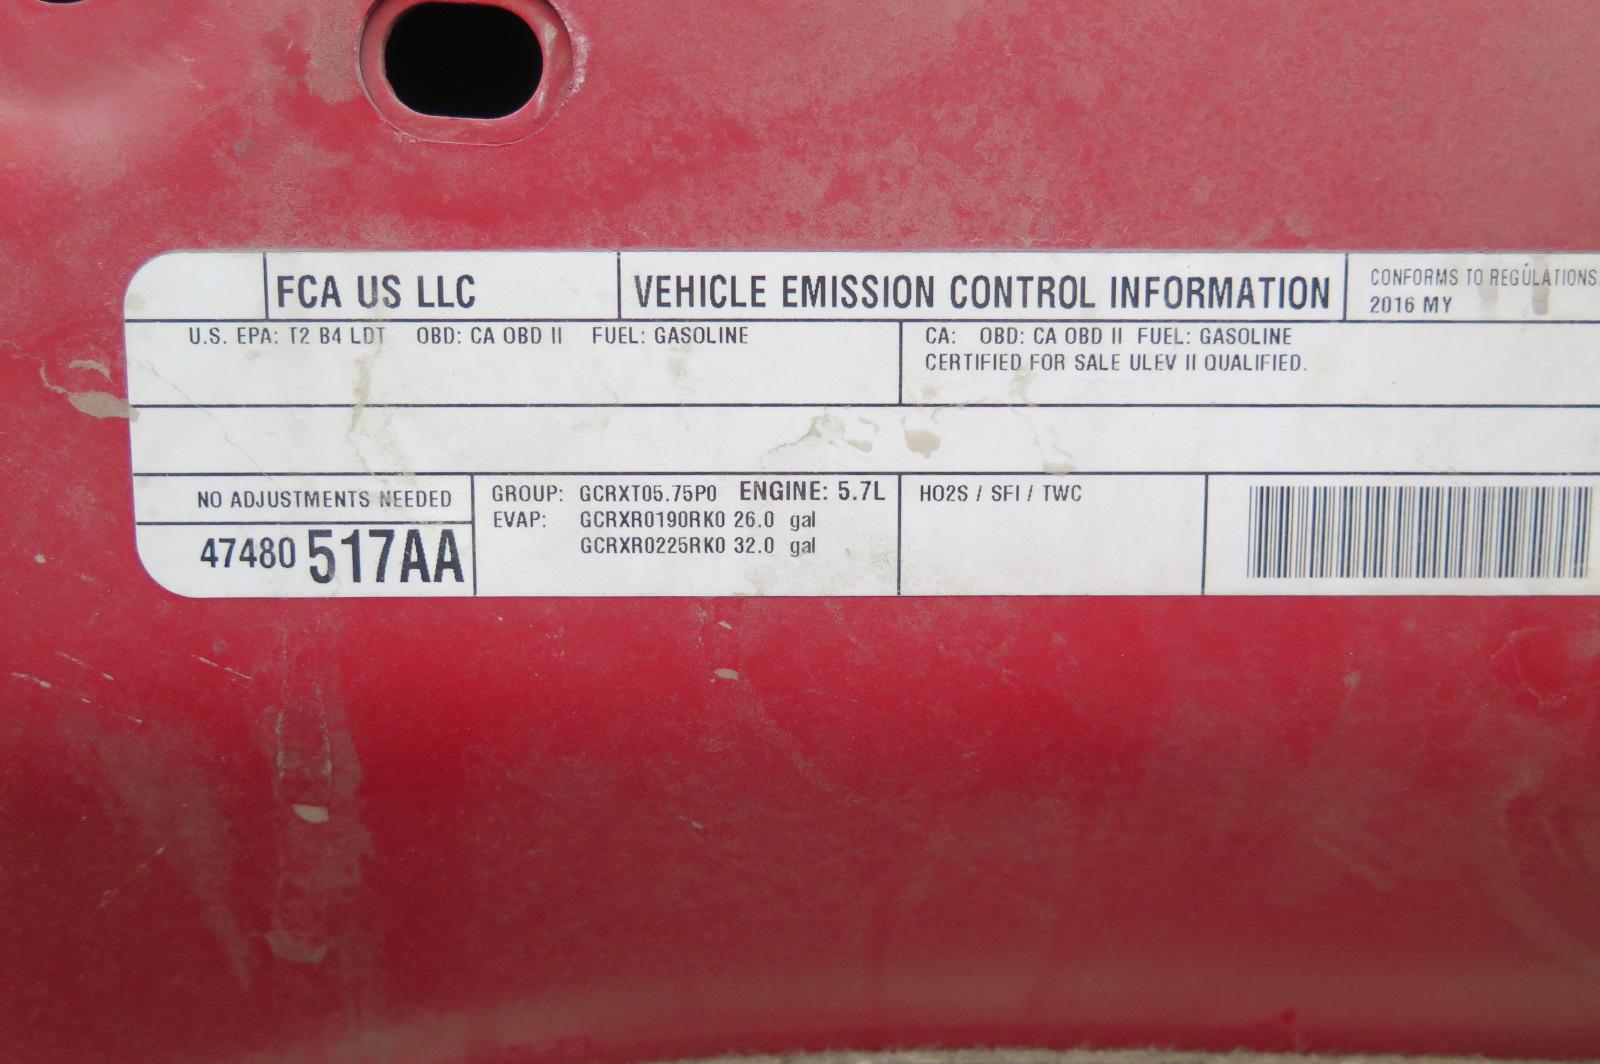 FCA US LLC
VEHICLE EMISSION CONTROL INFORMATION
CONFORMS TO REGULATIONS:
2016 MY
U.S. EPA: T2 B4 LDT OBD: CA OBD II FUEL: GASOLINE
CA: OBD: CA OBD II FUEL: GASOLINE
CERTIFIED FOR SALE ULEV II QUALIFIED.
NO ADJUSTMENTS NEEDED
47480 517AA
GROUP: GCRXT05.75P0 ENGINE: 5.7L
EVAP: GCRXR0190RK0 26.0 gal
GCRXR0225RK0 32.0 gal
HO2S / SFI / TWC